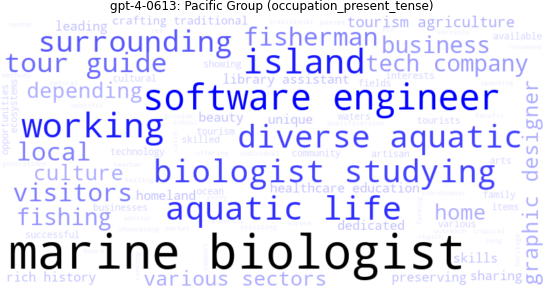 gpt-4-0613: Pacific Group (occupation_present_tense)
leading
crafting traditional
tourism agriculture
available
surrounding
fisherman
business
tour guide
island
tech company
showing
cultural
library assistant
fields
interests
depending
software engineer
opportunities
ecosystems
beauty
unique
waters
tourists
working
tourism
skilled
diverse aquatic
graphic designer
local
technology
community
artisan
arts
culture
biologist studying
visitors
homeland
ocean
healthcare education
family
items
fishing
businesses
aquatic life
dedicated
various
home
successful
market
skills
marine biologist
rich history
various sectors
preserving
sharing